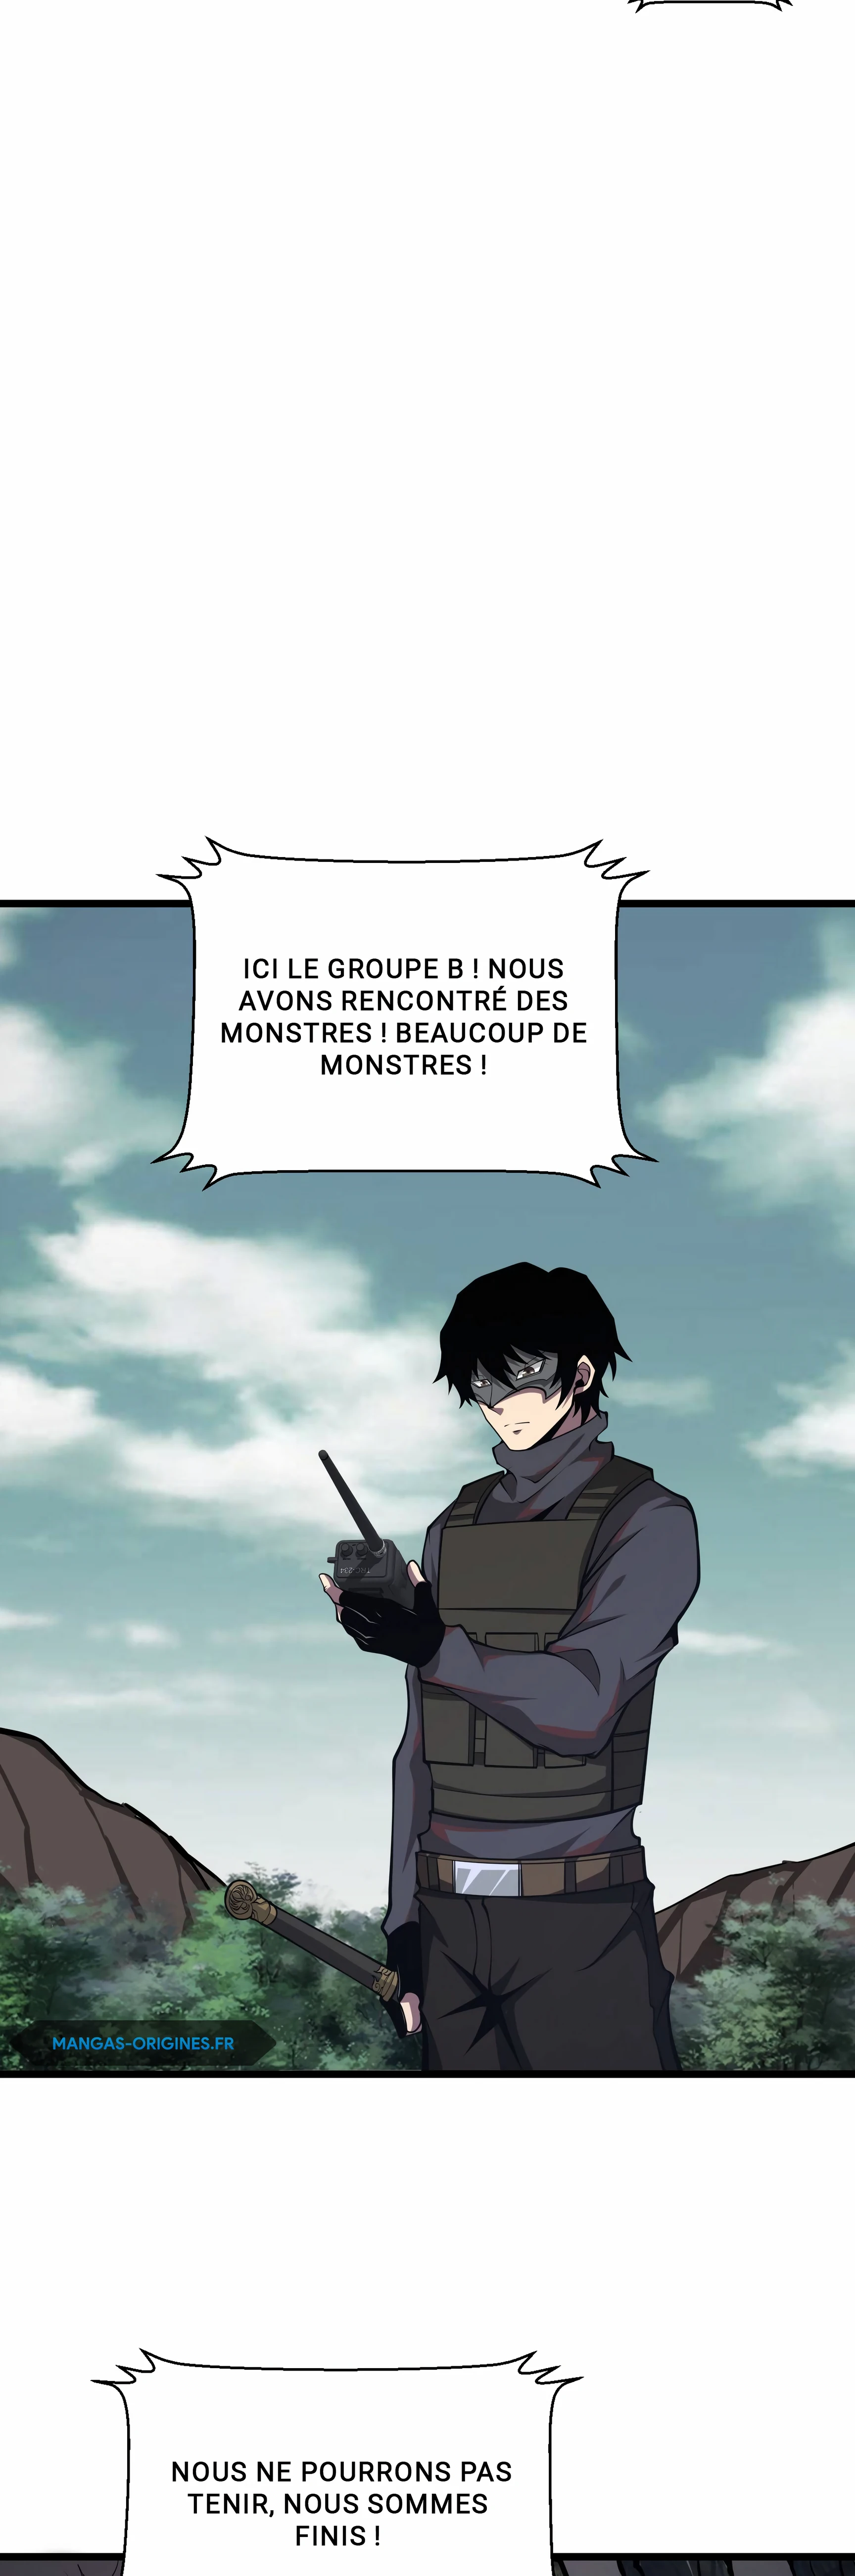 ICI LE GROUPE B ! NOUS
AVONS RENCONTRÉ DES
MONSTRES ! BEAUCOUP DE
MONSTRES !
MANGAS-ORIGINES.FR
NOUS NE POURRONS PAS
TENIR, NOUS SOMMES
FINIS !